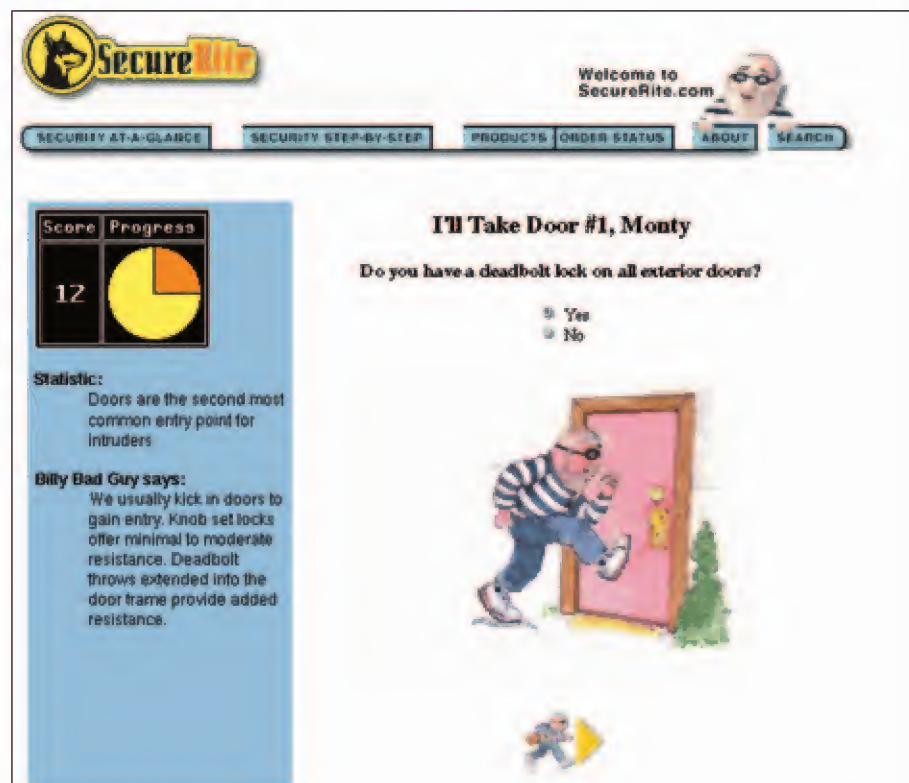 SecureRite
Welcome to
SecureRite.com
SECURITY AT-A-GLANCE
SECURITY STEP-BY-STEP
PRODUCTS
ORDER STATUS
ABOUT
SEARCH
Score Progress
12
Statistic:
Doors are the second most
common entry point for
intruders
Billy Bad Guy says:
We usually kick in doors to
gain entry. Knob set locks
offer minimal to moderate
resistance. Deadbolt
throws extended into the
door frame provide added
resistance.
I'll Take Door #1, Monty
Do you have a deadbolt lock on all exterior doors?
Yes
No